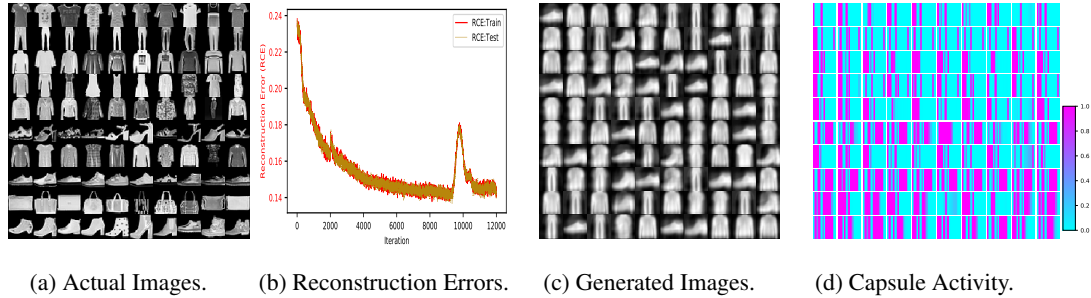 RCE:Train
RCE:Test
Reconstruction Error (RCE)
0.24
0.22
0.20
0.18
0.16
0.14
0
2000
4000
6000
8000
10000
12000
Iteration
1.0
0.8
0.6
0.4
0.2
0.0
(a) Actual Images.
(b) Reconstruction Errors.
(c) Generated Images.
(d) Capsule Activity.